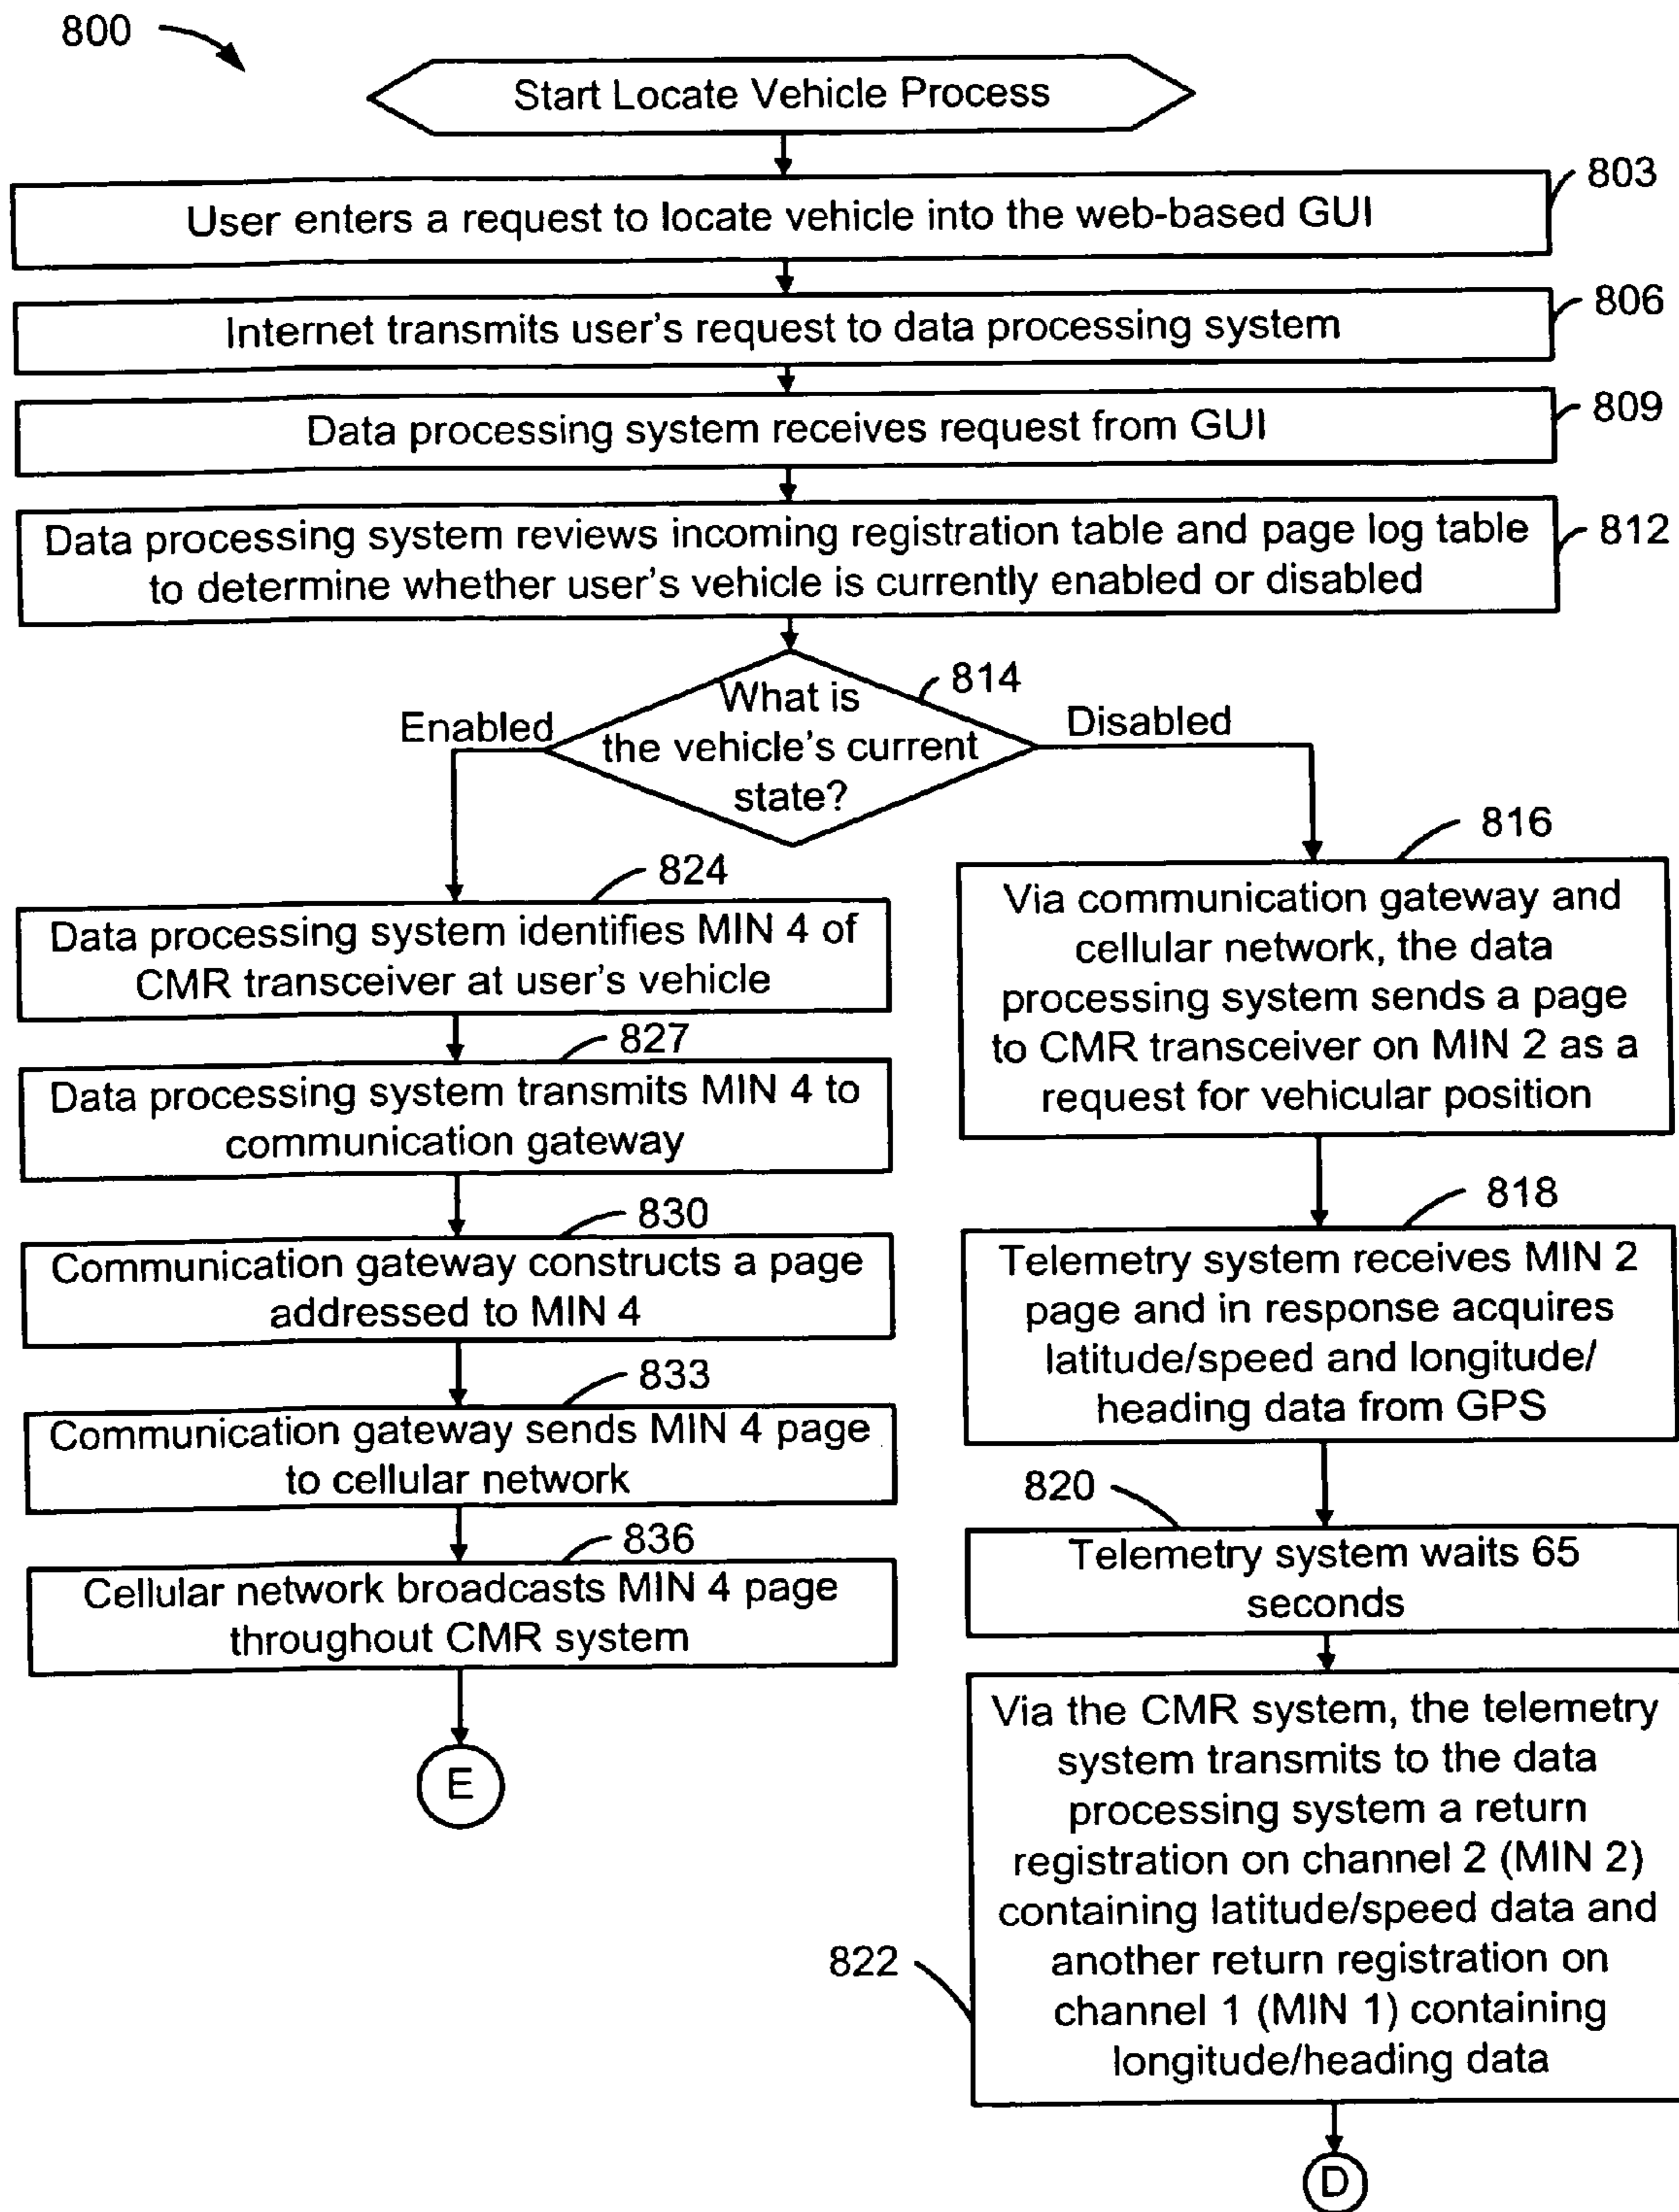 800
Start Locate Vehicle Process
803
User enters a request to locate vehicle into the web-based GUI
806
Internet transmits user's request to data processing system
809
Data processing system receives request from GUI
812
Data processing system reviews incoming registration table and page log table
to determine whether user's vehicle is currently enabled or disabled
814
What is
the vehicle's current
state?
Enabled
Disabled
824
Data processing system identifies MIN 4 of
CMR transceiver at user's vehicle
827
Data processing system transmits MIN 4 to
communication gateway
830
Communication gateway constructs a page
addressed to MIN 4
833
Communication gateway sends MIN 4 page
to cellular network
836
Cellular network broadcasts MIN 4 page
throughout CMR system
E
816
Via communication gateway and
cellular network, the data
processing system sends a page
to CMR transceiver on MIN 2 as a
request for vehicular position
818
Telemetry system receives MIN 2
page and in response acquires
latitude/speed and longitude/
heading data from GPS
820
Telemetry system waits 65
seconds
822
Via the CMR system, the telemetry
system transmits to the data
processing system a return
registration on channel 2 (MIN 2)
containing latitude/speed data and
another return registration on
channel 1 (MIN 1) containing
longitude/heading data
D